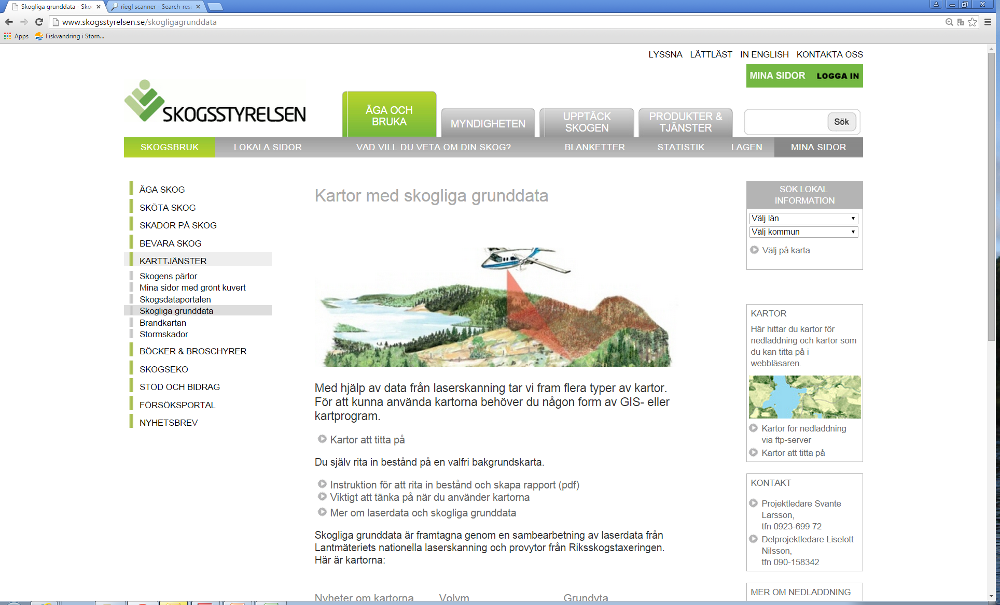 Skogliga grunddata - Sko
riegl scanner - Search-res
www.skogsstyrelsen.se/skogligagrunddata
Apps
Fiskvandring i Storn...
LYSSNA LÄTTLÄST IN ENGLISH KONTAKTA OSS
MINA SIDOR LOGGA IN
SKOGSSTYRELSEN
ÄGA OCH
BRUKA
MYNDIGHETEN
UPPTÄCK
SKOGEN
PRODUKTER &
TJÄNSTER
Sök
SKOGSBRUK LOKALA SIDOR VAD VILL DU VETA OM DIN SKOG? BLANKETTER STATISTIK LAGEN MINA SIDOR
ÄGA SKOG
SKÖTA SKOG
SKADOR PÅ SKOG
BEVARA SKOG
KARTTJÄNSTER
Skogens pärlor
Mina sidor med grönt kuvert
Skogsdataportalen
Skogliga grunddata
Brandkartan
Stormskador
BÖCKER & BROSCHYRER
SKOGSEKO
STÖD OCH BIDRAG
FÖRSÖKSPORTAL
NYHETSBREV
Kartor med skogliga grunddata
Med hjälp av data från laserskanning tar vi fram flera typer av kartor.
För att kunna använda kartorna behöver du någon form av GIS- eller
kartprogram.
Kartor att titta på
Du själv rita in bestånd på en valfri bakgrundskarta.
Instruktion för att rita in bestånd och skapa rapport (pdf)
Viktigt att tänka på när du använder kartorna
Mer om laserdata och skogliga grunddata
Skogliga grunddata är framtagna genom en sambearbetning av laserdata från
Lantmäteriets nationella laserskanning och provytor från Riksskogstaxeringen.
Här är kartorna:
Nyheter om kartorna Volym Grundyta
SÖK LOKAL
INFORMATION
Välj län
Välj kommun
Välj på karta
KARTOR
Här hittar du kartor för
nedladdning och kartor som
du kan titta på i
webbläsaren.
Kartor för nedladdning
via ftp-server
Kartor att titta på
KONTAKT
Projektledare Svante
Larsson,
tfn 0923-699 72
Delprojektledare Liselott
Nilsson,
tfn 090-158342
MER OM NEDLADDNING